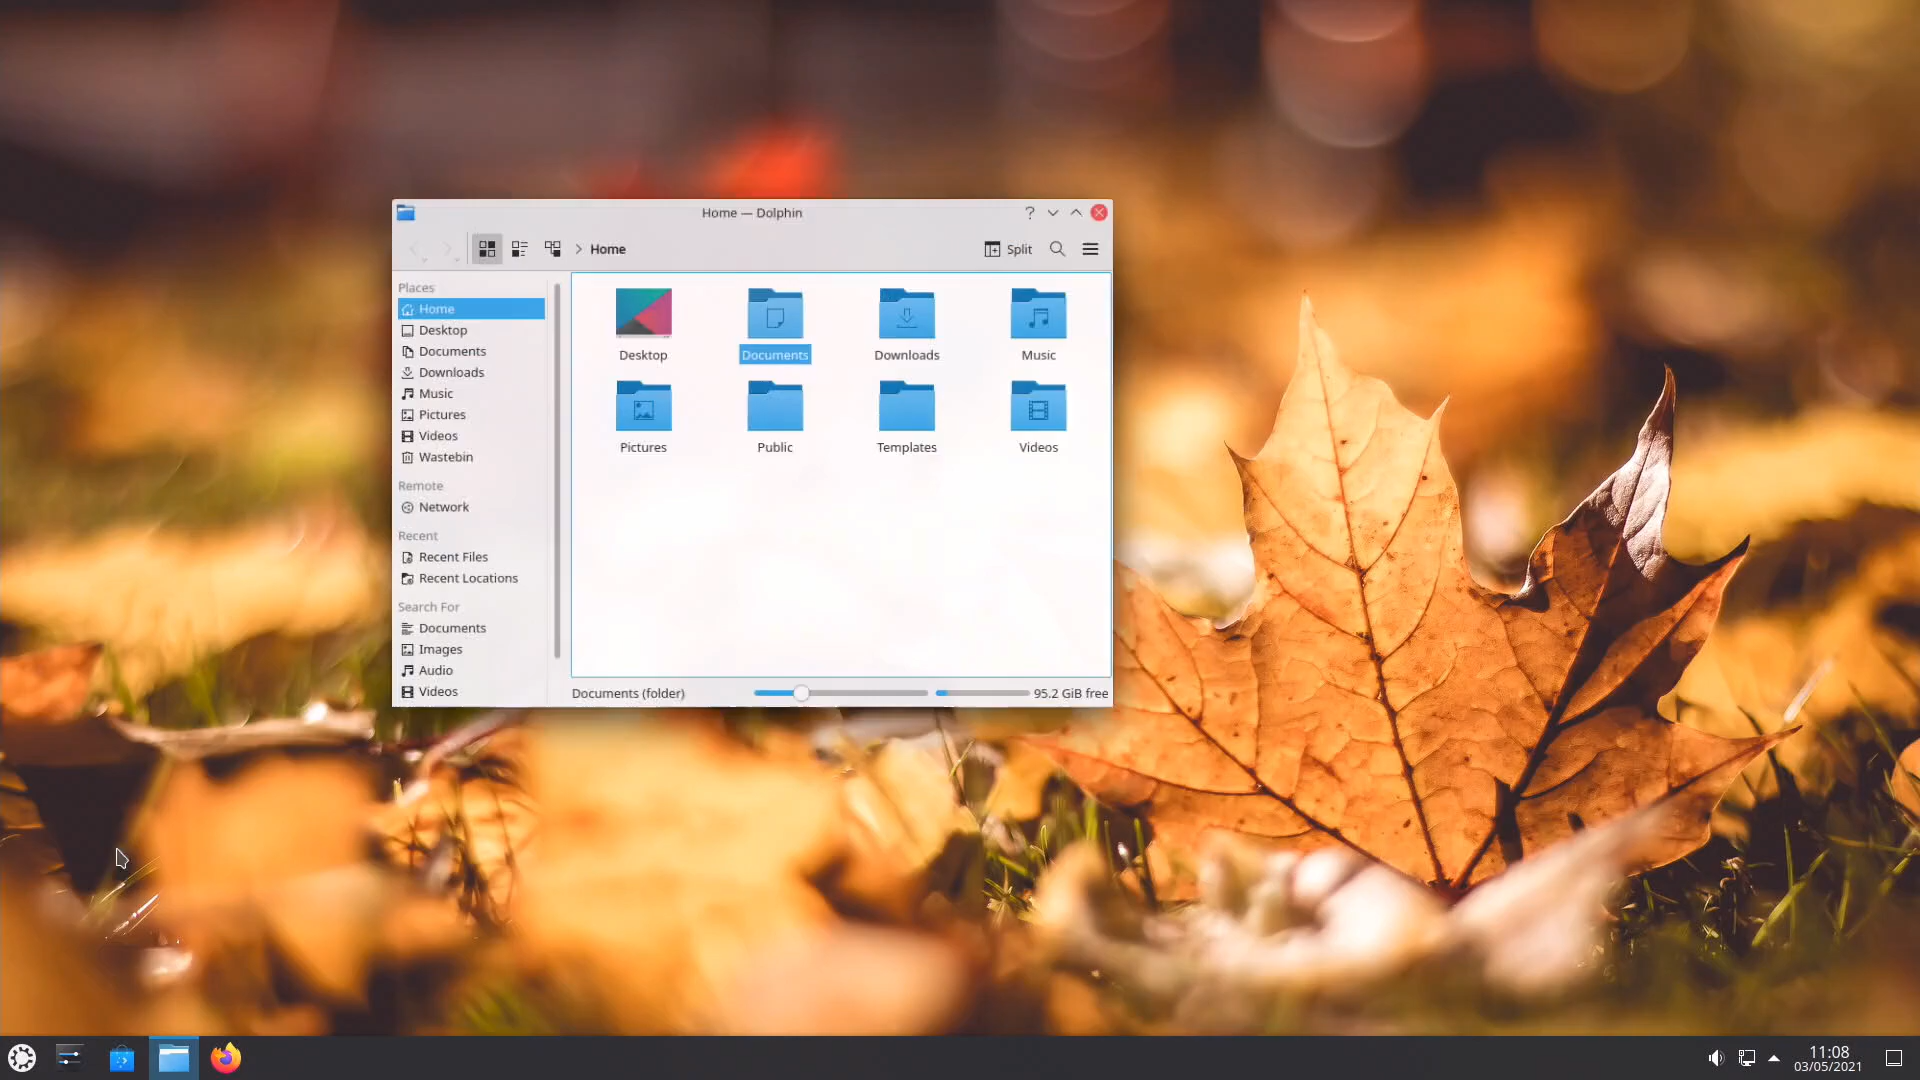 Home — Dolphin
Home
Split
Places
Home
Desktop
Documents
Downloads
Music
Pictures
Videos
Wastebin
Remote
Network
Recent
Recent Files
Recent Locations
Search For
Documents
Images
Audio
Videos
Desktop
Documents
Downloads
Music
Pictures
Public
Templates
Videos
Documents (folder)
95.2 GiB free
11:08
03/05/2021